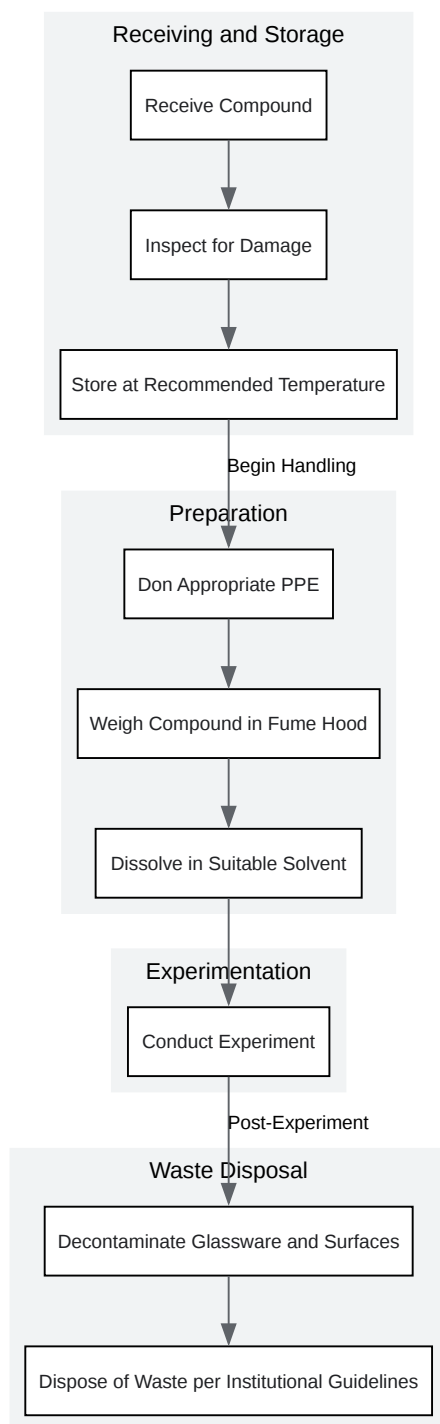 Receiving and Storage
Receive Compound
Inspect for Damage
Store at Recommended Temperature
Begin Handling
Preparation
Don Appropriate PPE
Weigh Compound in Fume Hood
Dissolve in Suitable Solvent
Experimentation
Conduct Experiment
Post-Experiment
Waste Disposal
Decontaminate Glassware and Surfaces
Dispose of Waste per Institutional Guidelines